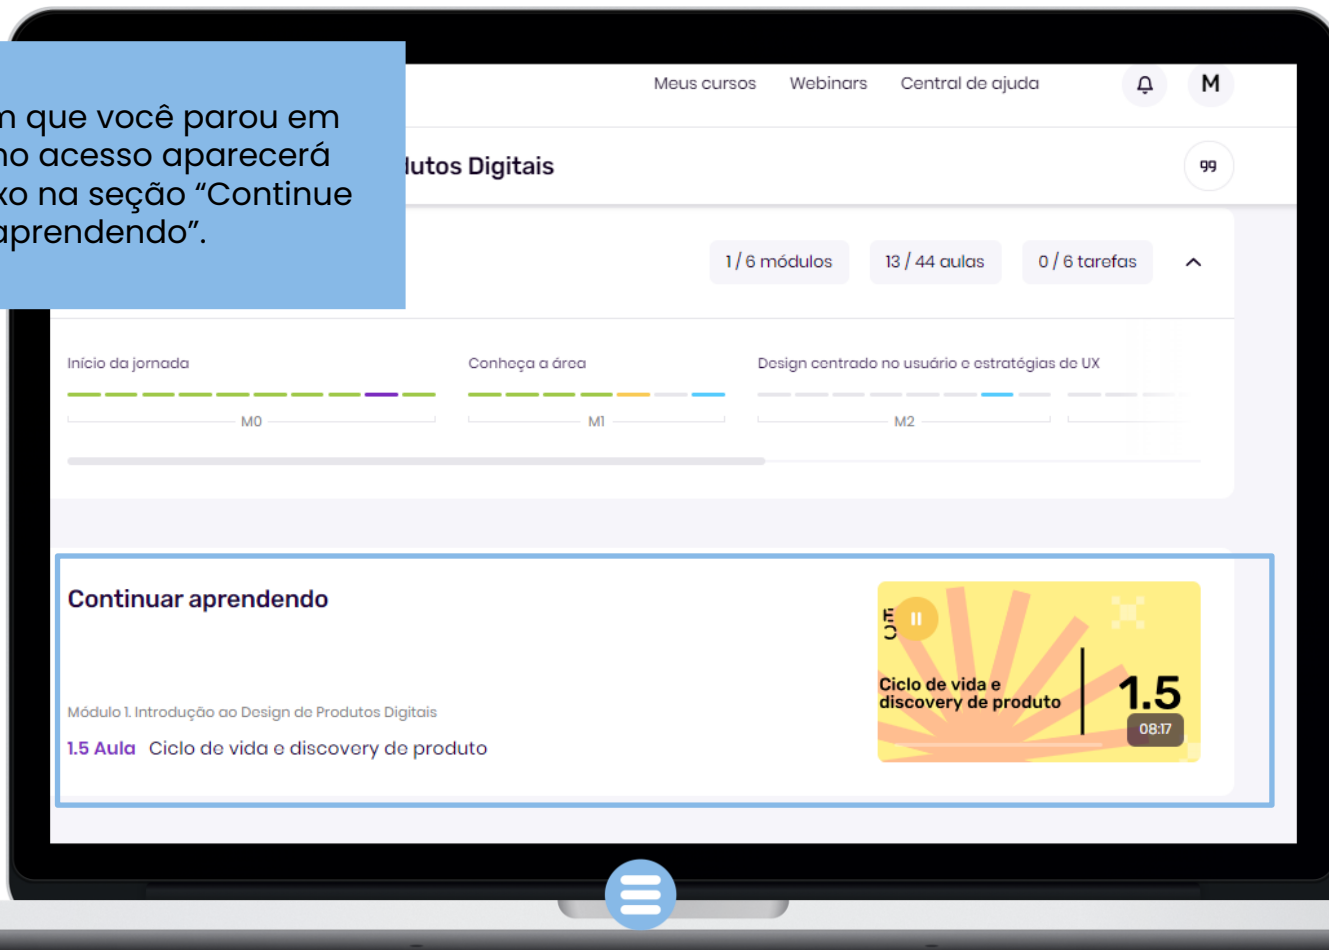 m que você parou em
no acesso aparecerá
xo na seção “Continue
aprendendo”.
Meus cursos Webinars Central de ajuda M
lutos Digitais
1 / 6 módulos 13 / 44 aulas 0 / 6 tarefas
Início da jornada Conheça a área Design centrado no usuário e estratégias de UX
M0 M1 M2
Continuar aprendendo
Ciclo de vida e
discovery de produto
1.5
08:17
Módulo 1. Introdução ao Design de Produtos Digitais
1.5 Aula Ciclo de vida e discovery de produto